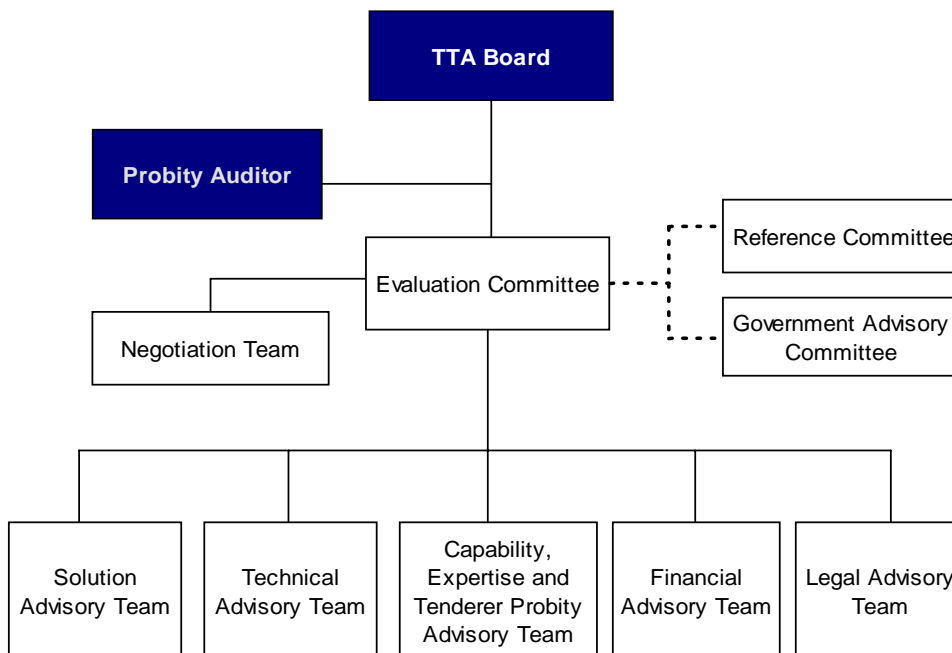 TTA Board
Probity Auditor
Reference Committee
Evaluation Committee
Government Advisory
Committee
Negotiation Team
Solution
Advisory Team
Technical
Advisory Team
Capability,
Expertise and
Tenderer Probity
Advisory Team
Financial
Advisory Team
Legal Advisory
Team